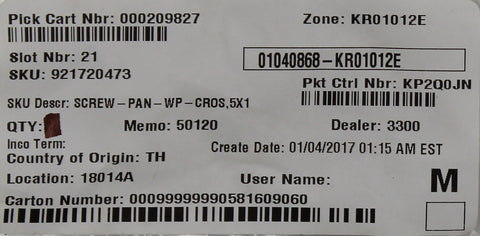 Pick Cart Nbr: 000209827 Zone: KR01012E
Slot Nbr: 21
01040868-KR01012E
SKU: 921720473
Pkt Ctrl Nbr: KP2Q0JN
SKU Descr: SCREW-PAN-WP-CROS,5X1
QTY: Memo: 50120 Dealer: 3300
Inco Term:
Create Date: 01/04/2017 01:15 AM EST
Country of Origin: TH
Location: 18014A User Name: M
Carton Number: 00099999990581609060